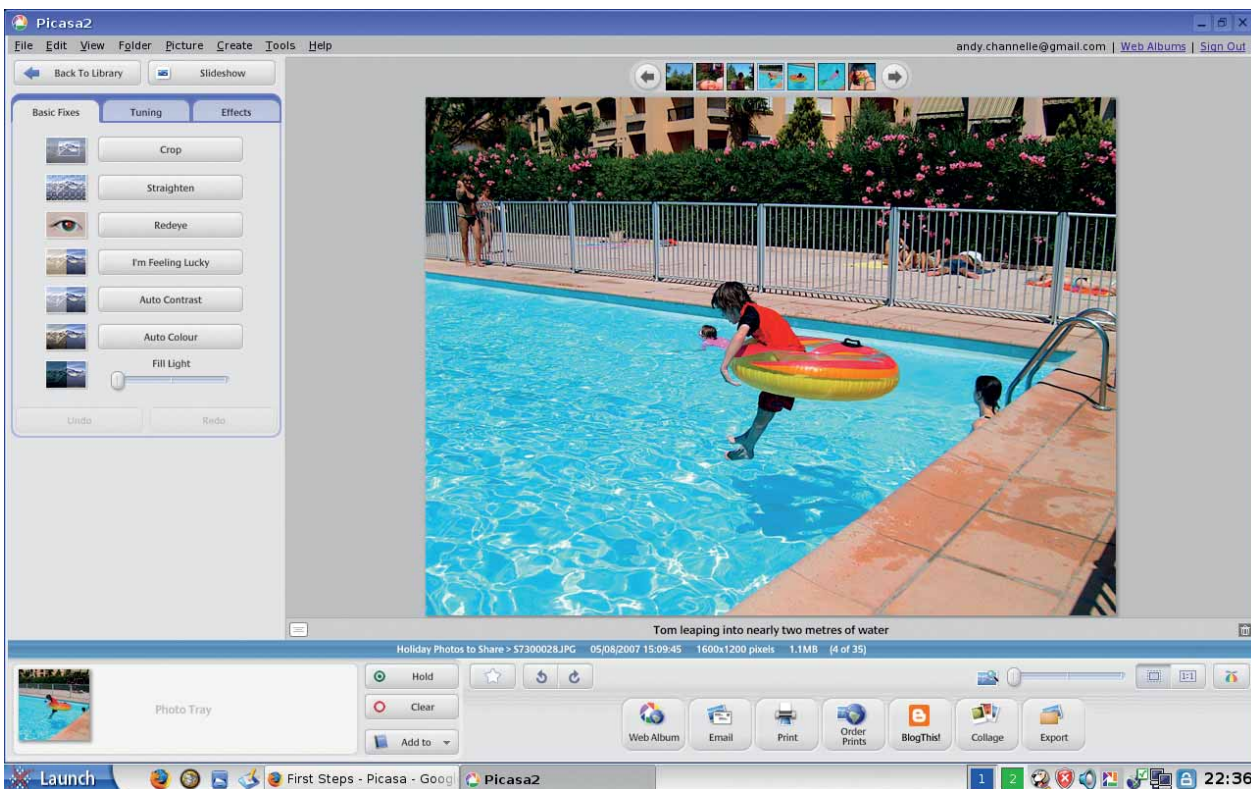 Picasa2
File Edit View Folder Picture Create Tools Help
andy.channelle@gmail.com | Web Albums | Sign Out
Back To Library
Slideshow
Basic Fixes
Tuning
Effects
Crop
Straighten
Redeye
I'm Feeling Lucky
Auto Contrast
Auto Colour
Fill Light
Undo
Redo
Tom leaping into nearly two metres of water
Holiday Photos to Share > S7300028.JPG 05/08/2007 15:09:45 1600x1200 pixels 1.1MB (4 of 35)
Photo Tray
Hold
Clear
Add to
1:1
Web Album
Email
Print
Order
Prints
BlogThis!
Collage
Export
Launch
First Steps - Picasa - Googl
Picasa2
1
2
22:36